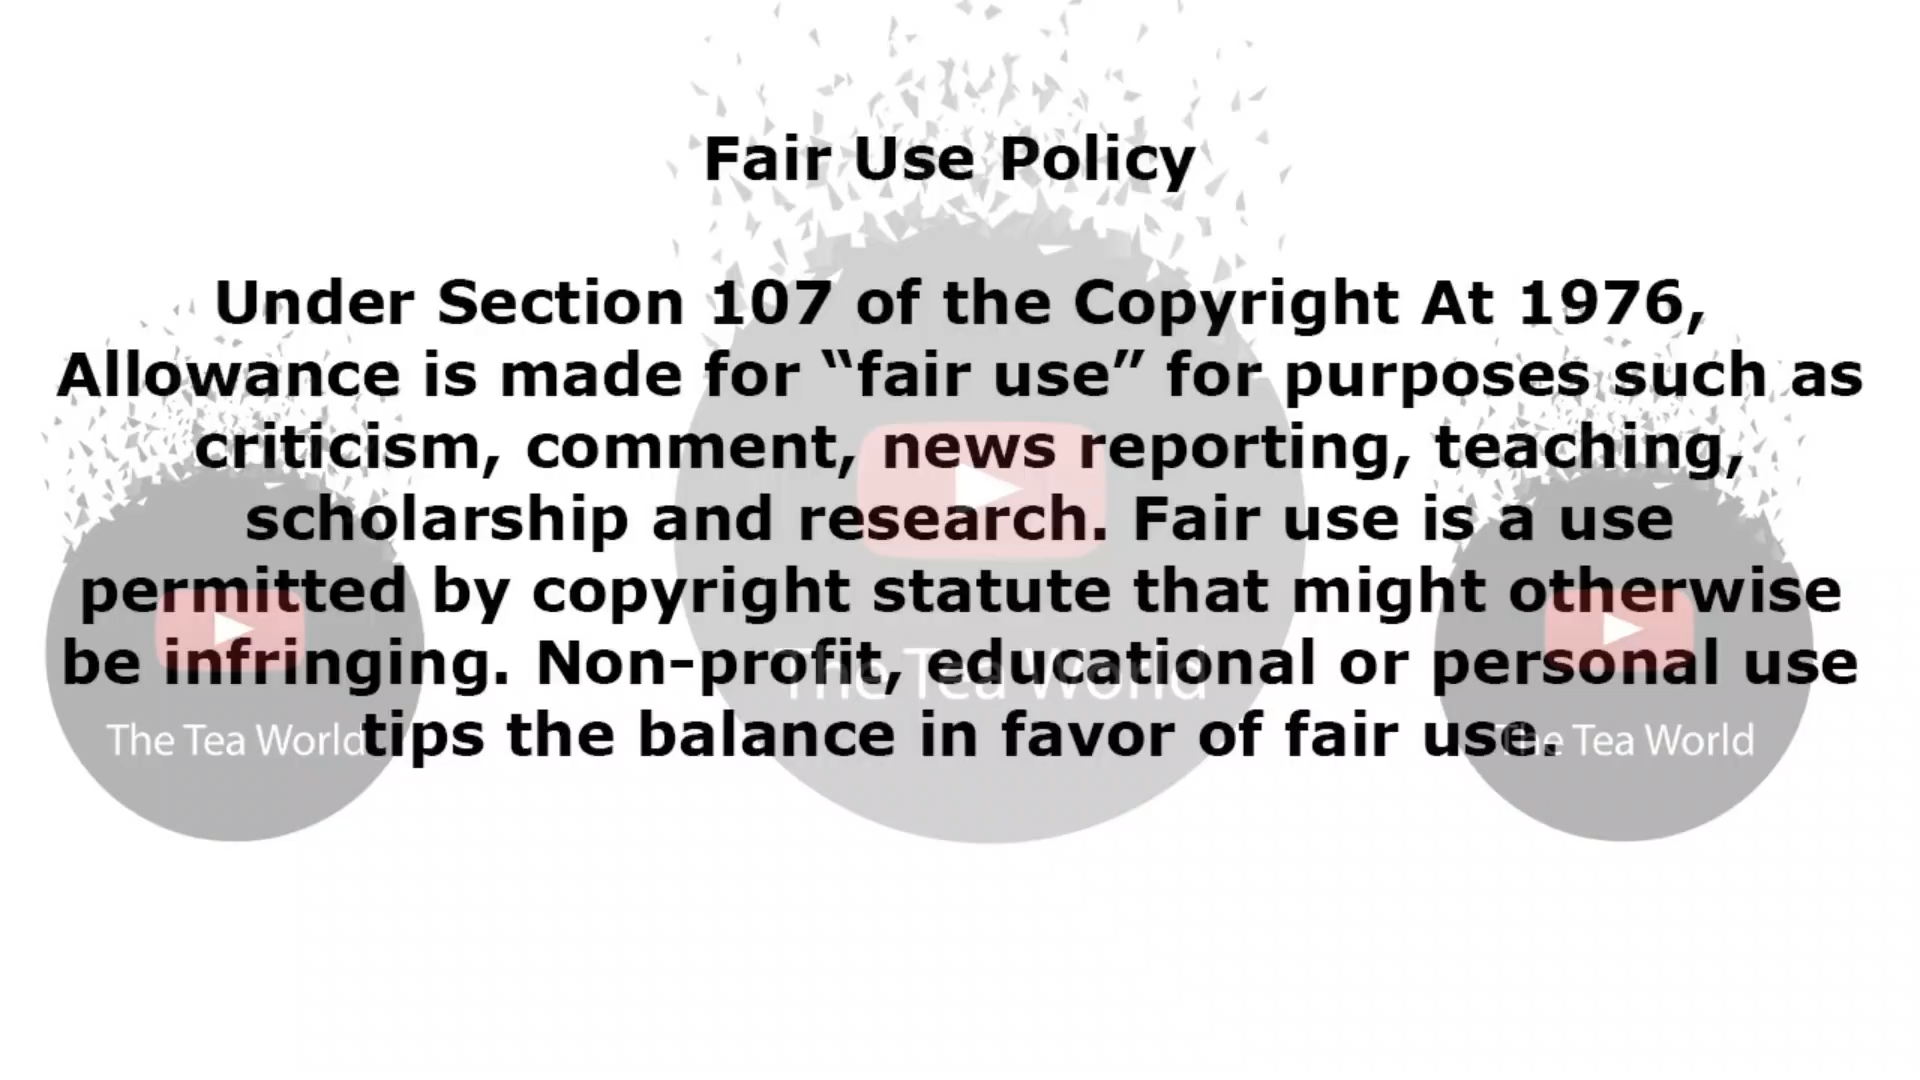 Fair Use Policy
Under Section 107 of the Copyright At 1976,
Allowance is made for “fair use” for purposes such as
criticism, comment, news reporting, teaching,
scholarship and research. Fair use is a use
permitted by copyright statute that might otherwise
be infringing. Non-profit, educational or personal use
The Tea World
tips the balance in favor of fair use.
The Tea World
The Tea World